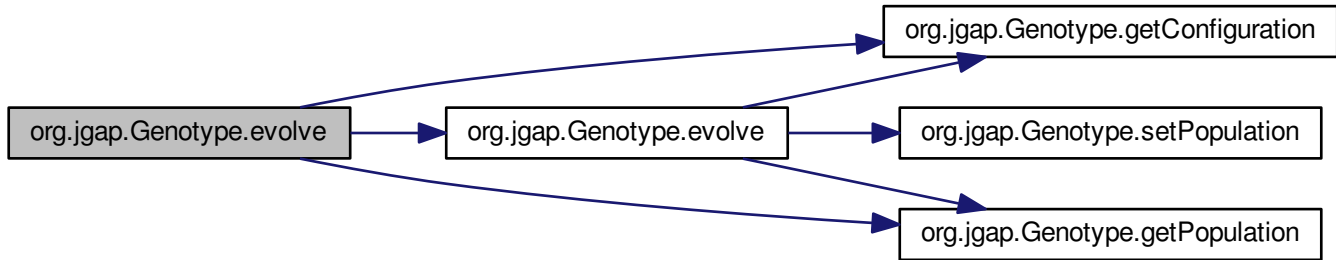 org.jgap.Genotype.getConfiguration
org.jgap.Genotype.evolve
org.jgap.Genotype.evolve
org.jgap.Genotype.setPopulation
org.jgap.Genotype.getPopulation